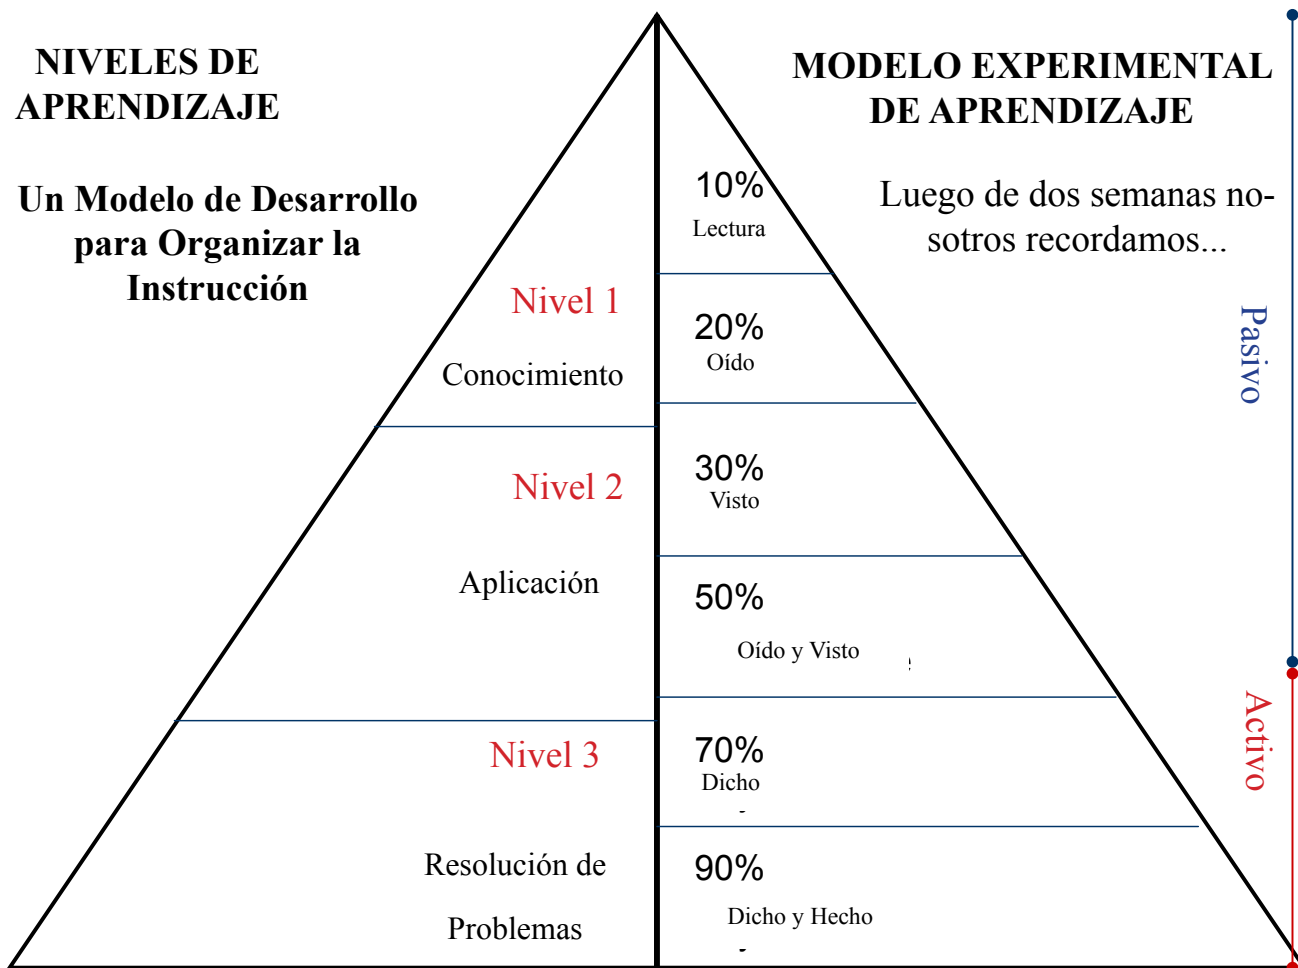 NIVELES DE
APRENDIZAJE
Un Modelo de Desarrollo
para Organizar la
Instrucción
MODELO EXPERIMENTAL
DE APRENDIZAJE
Luego de dos semanas no-
sotros recordamos...
Nivel 1
Conocimiento
Nivel 2
Aplicación
Nivel 3
Resolución de
Problemas
10%
Lectura
20%
Oído
30%
Visto
50%
Oído y Visto
70%
Dicho
90%
Dicho y Hecho
Pasivo
Activo